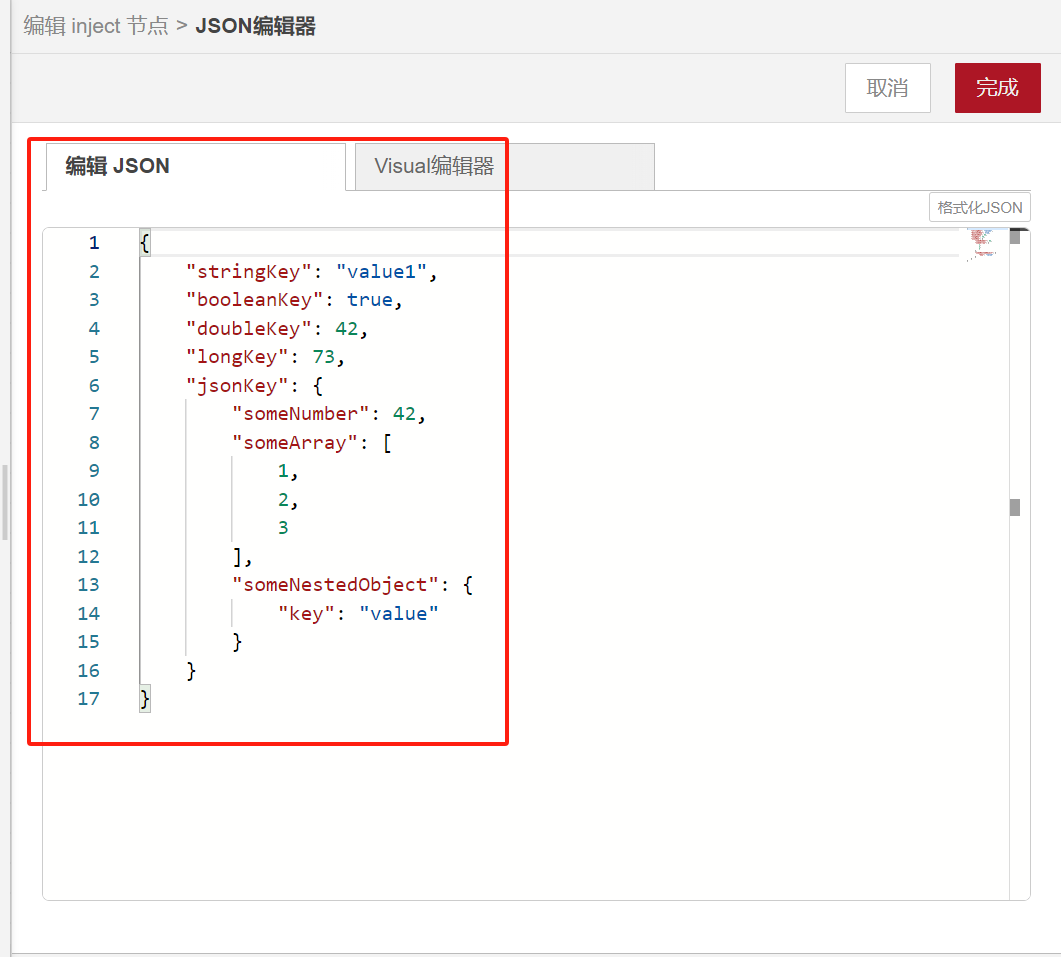 编辑 inject 节点 > JSON编辑器
取消 完成
编辑 JSON Visual编辑器
格式化JSON
1 {
2     "stringKey": "value1",
3     "booleanKey": true,
4     "doubleKey": 42,
5     "longKey": 73,
6     "jsonKey": {
7         "someNumber": 42,
8         "someArray": [
9             1,
10             2,
11             3
12         ],
13         "someNestedObject": {
14             "key": "value"
15         }
16     }
17 }